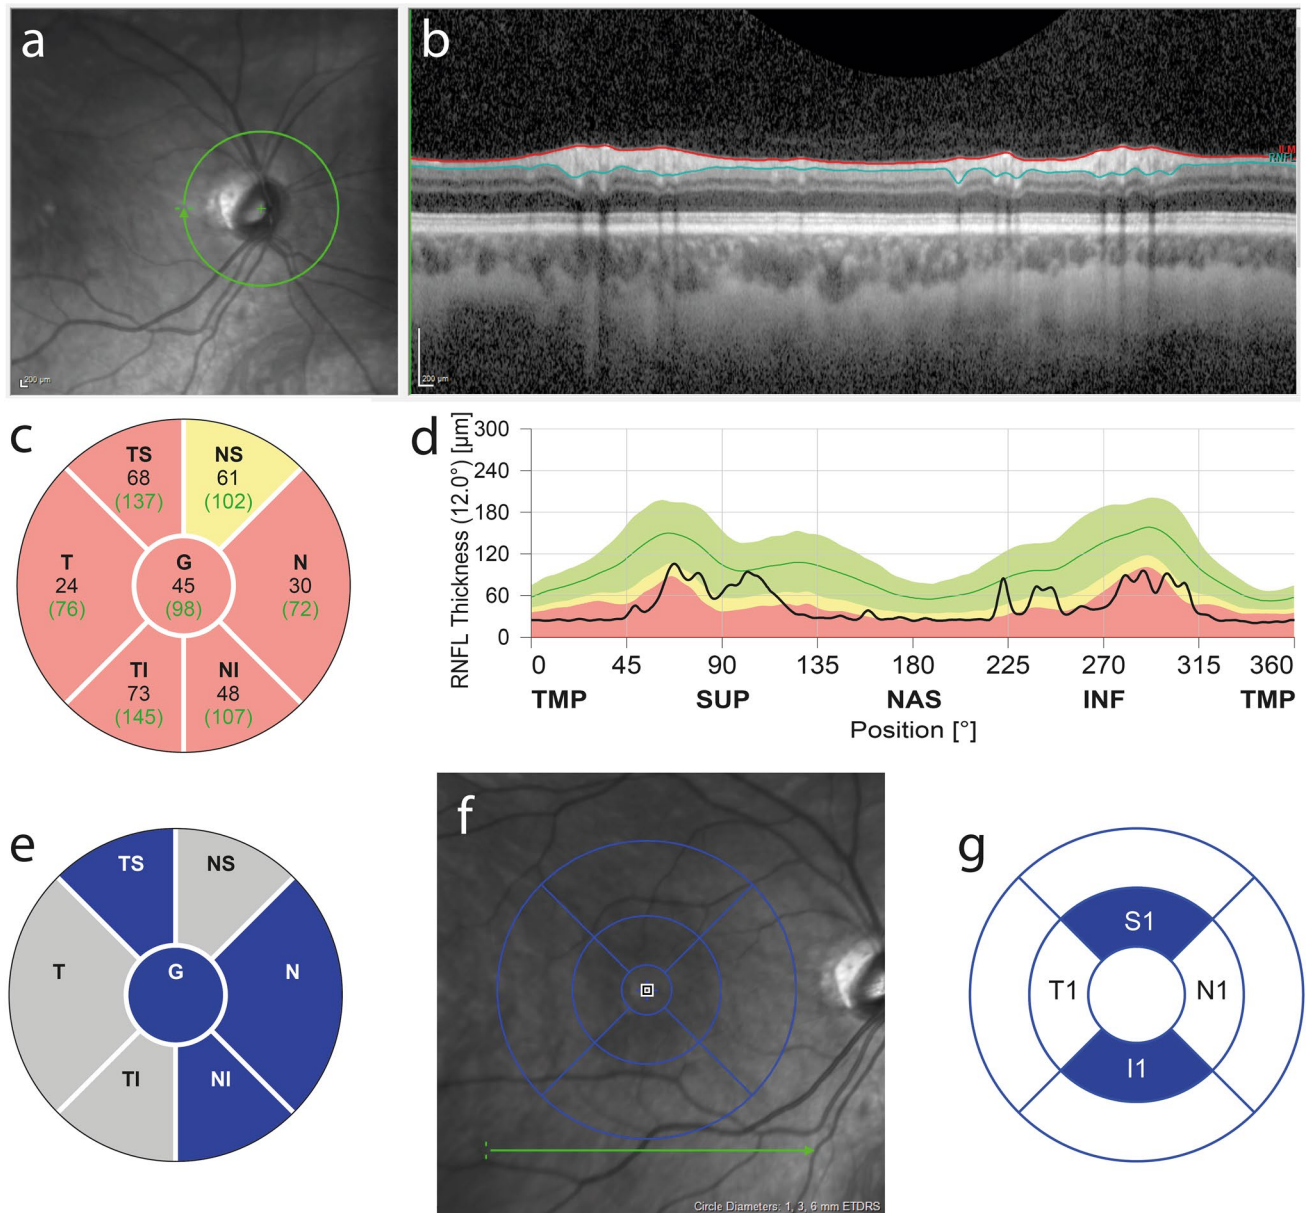 a
200 µm
b
ILM
RNFL
200 µm
c
TS
68
(137)
NS
61
(102)
T
24
(76)
G
45
(98)
N
30
(72)
TI
73
(145)
NI
48
(107)
d
RNFL Thickness (12.0°) [µm]
300
240
180
120
60
0
0 45 90 135 180 225 270 315 360
TMP SUP NAS INF TMP
Position [°]
e
TS
NS
T
G
N
TI
NI
f
Circle Diameters: 1, 3, 6 mm ETDRS
g
S1
T1
N1
I1